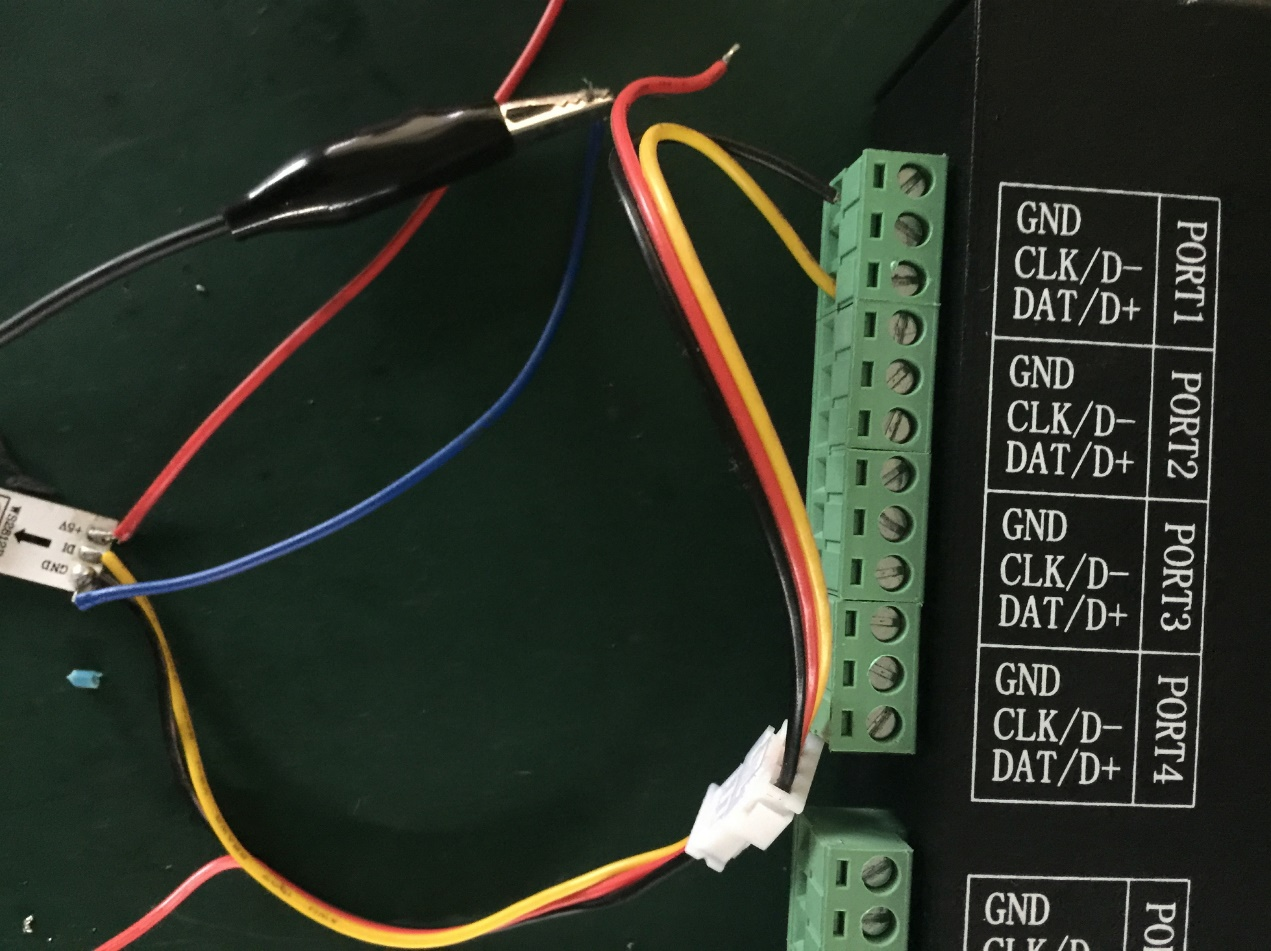 GND
CLK/D-
DAT/D+
PORT1
GND
CLK/D-
DAT/D+
PORT2
GND
CLK/D-
DAT/D+
PORT3
GND
CLK/D-
DAT/D+
PORT4
GND
+5V
DI
GND